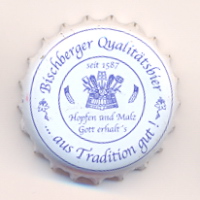 Bischberger Qualitätsbier
seit 1587
Hopfen und Malz
Gott erhalt's
... aus Tradition gut !